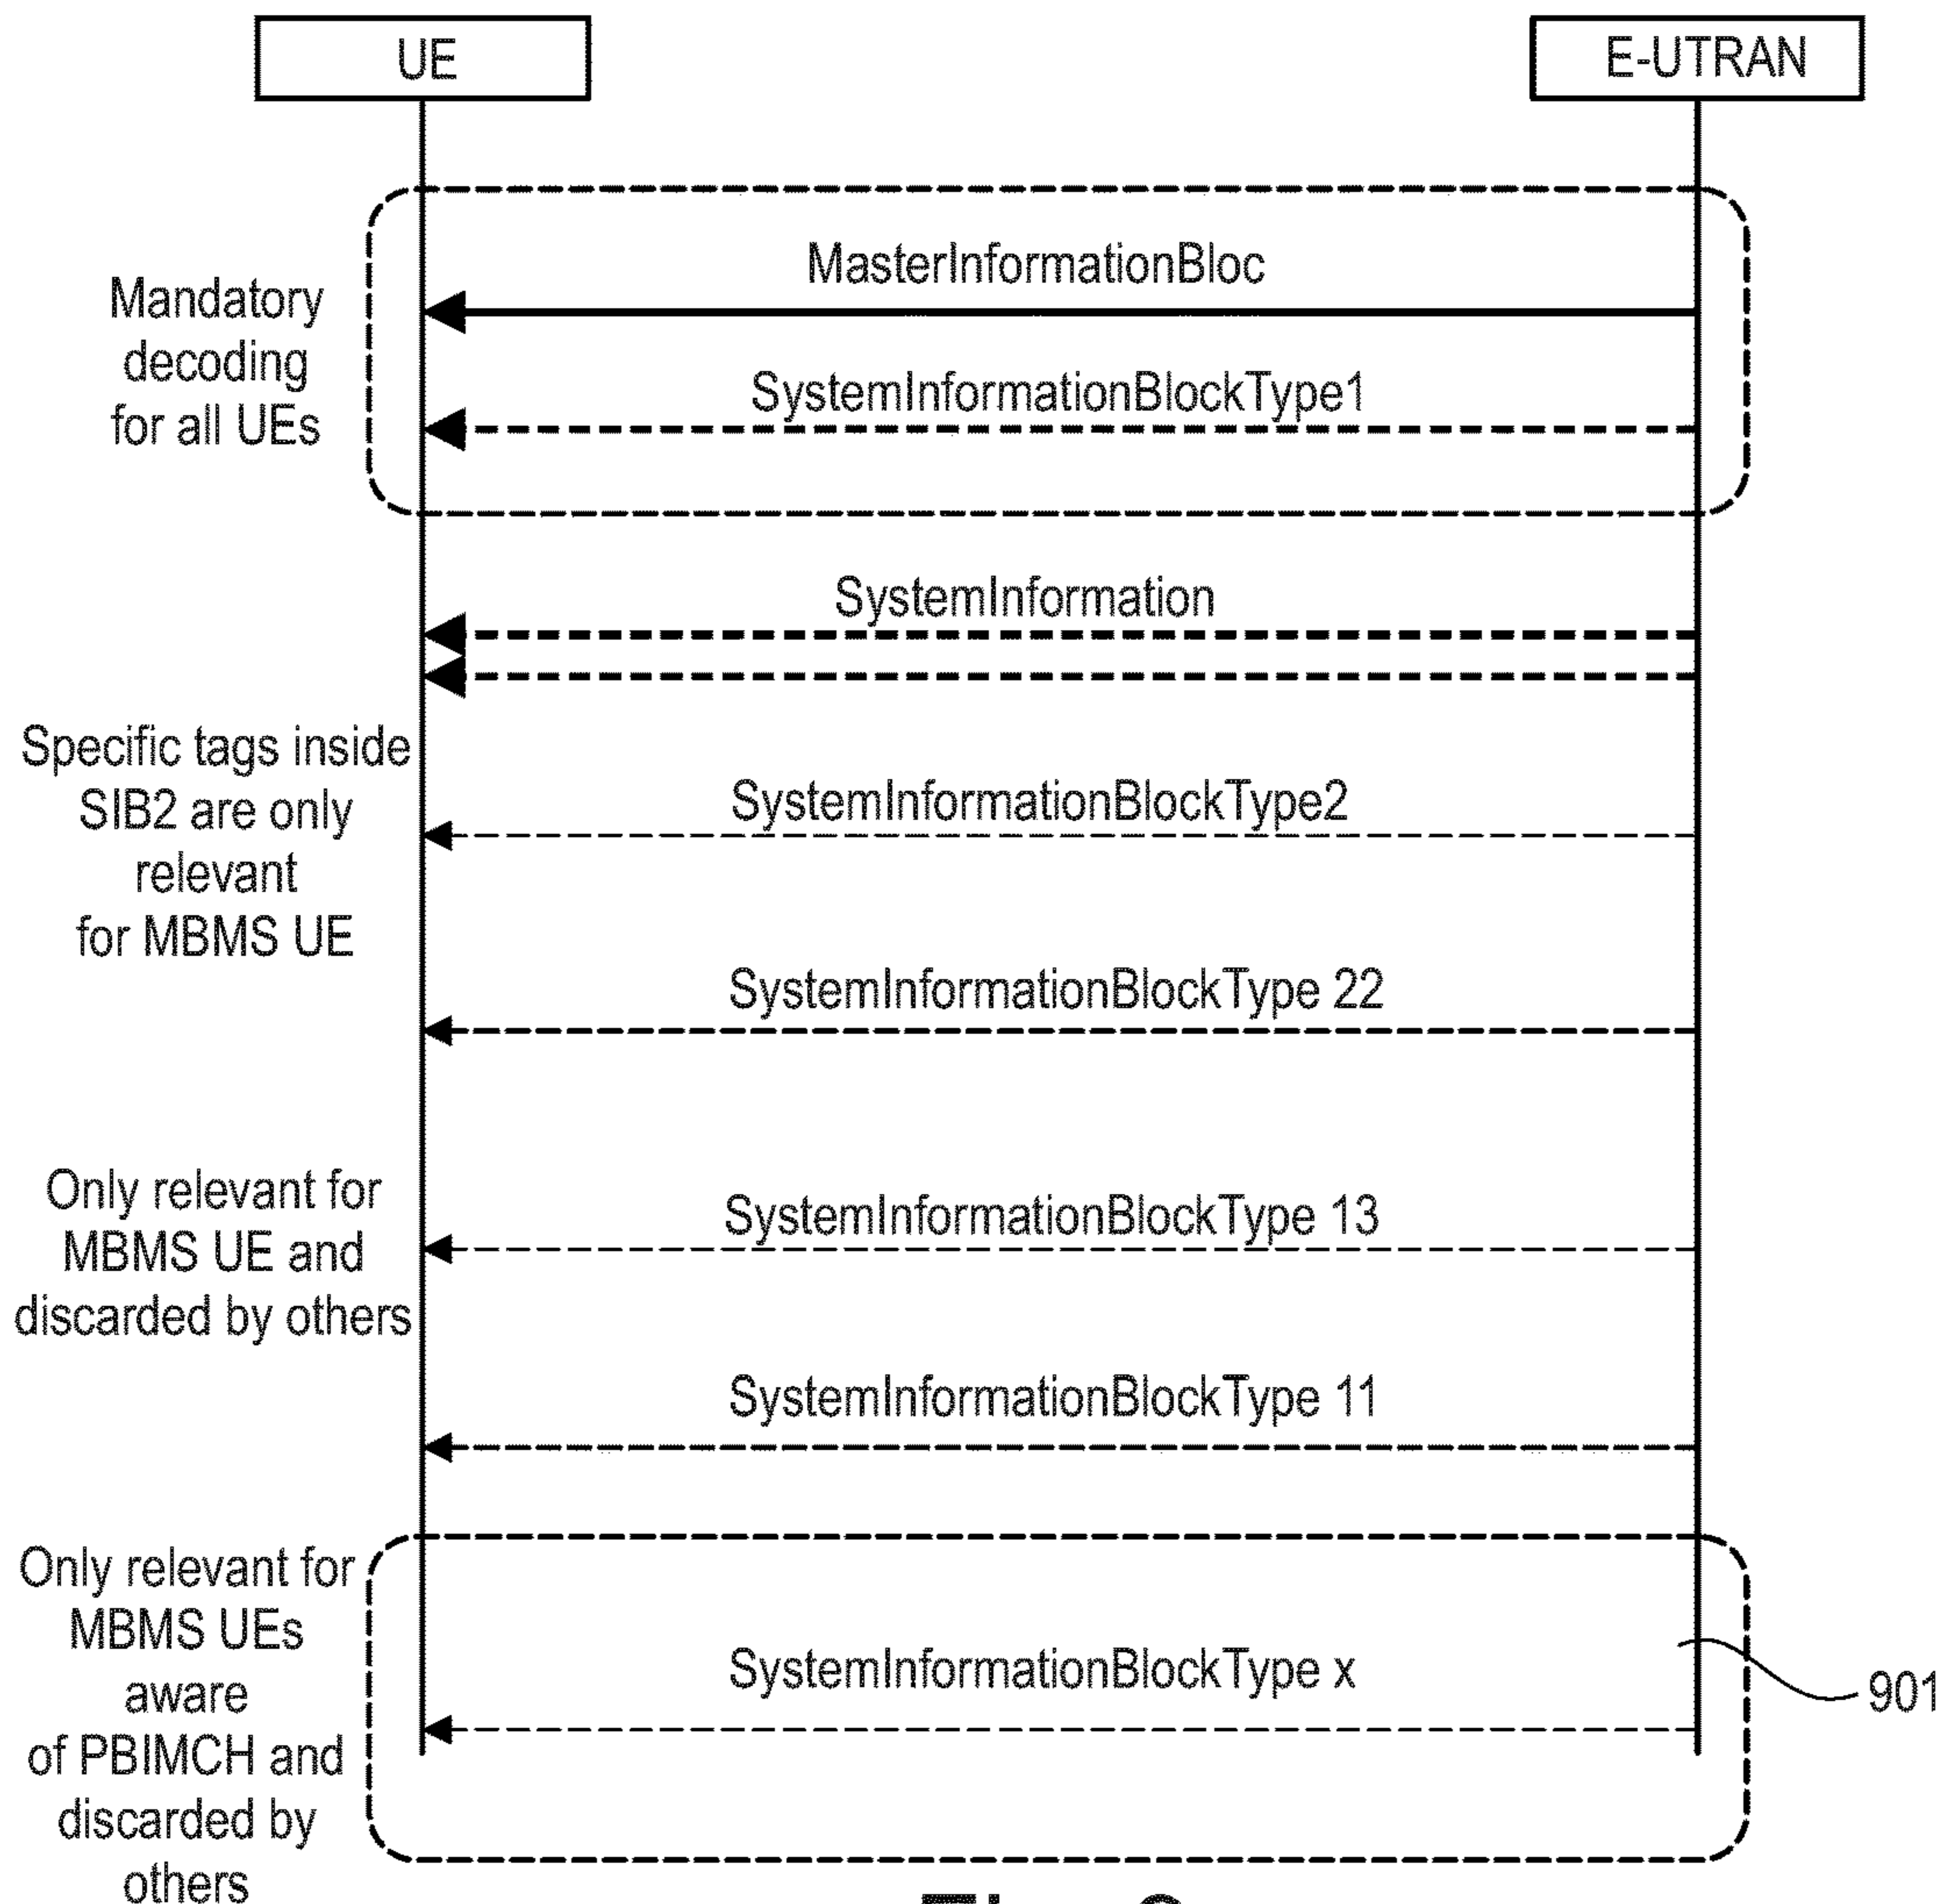 UE
E-UTRAN
MasterInformationBloc
Mandatory
decoding
for all UEs
SystemInformationBlockType1
SystemInformation
Specific tags inside
SIB2 are only
relevant
for MBMS UE
SystemInformationBlockType2
SystemInformationBlockType 22
Only relevant for
MBMS UE and
discarded by others
SystemInformationBlockType 13
SystemInformationBlockType 11
Only relevant for
MBMS UEs
aware
of PBIMCH and
discarded by
others
SystemInformationBlockType x
901